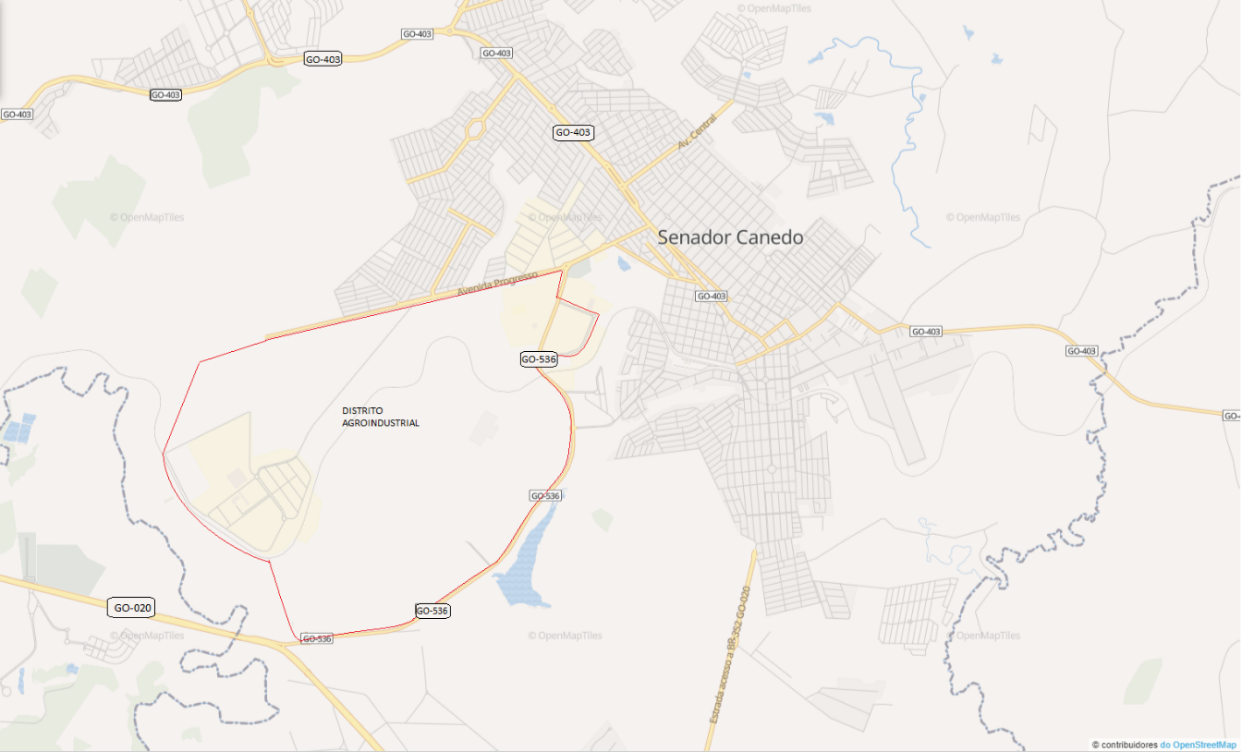 © OpenMapTiles
GO-403
GO-403
GO-403
GO-403
GO-403
GO-403
Av. Central
© OpenMapTiles
© OpenMapTiles
© OpenMapTiles
Senador Canedo
Avenida Progresso
GO-403
GO-403
GO-403
GO-536
DISTRITO
AGROINDUSTRIAL
GO-
GO-536
GO-020
GO-536
GO-536
© OpenMapTiles
© OpenMapTiles
© OpenMapTiles
Estrada acesso a BR-352 GO-020
© contribuidores do OpenStreetMap